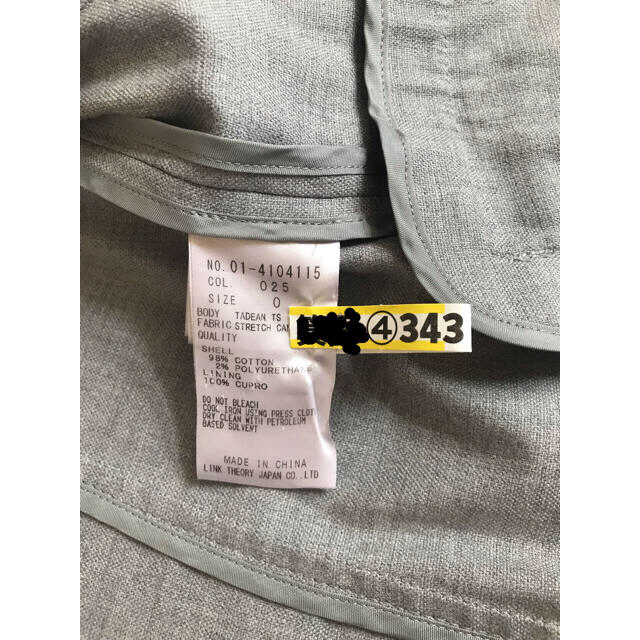 NO. 01-4104115
COL. 025
SIZE 0
BODY TADEAN TS
FABRIC STRETCH CAN
④343
QUALITY
SHELL
98% COTTON
2% POLYURETHANE
LINING
100% CUPRO
DO NOT BLEACH
COOL IRON USING PRESS CLOT
DRY CLEAN WITH PETROLEUM
BASED SOLVENT
MADE IN CHINA
LINK THEORY JAPAN CO.,LTD